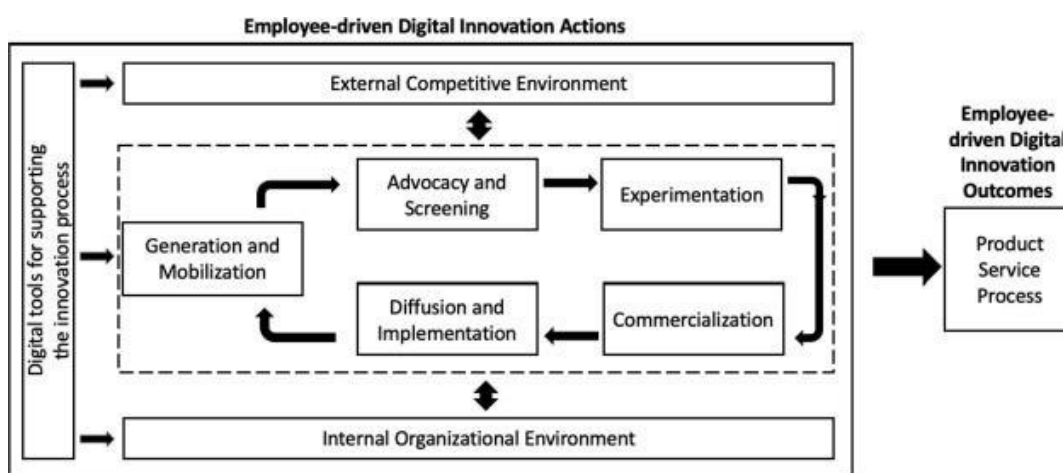 Employee-driven Digital Innovation Actions
Digital tools for supporting
the innovation process
External Competitive Environment
Advocacy and
Screening
Experimentation
Generation and
Mobilization
Diffusion and
Implementation
Commercialization
Internal Organizational Environment
Employee-
driven Digital
Innovation
Outcomes
Product
Service
Process